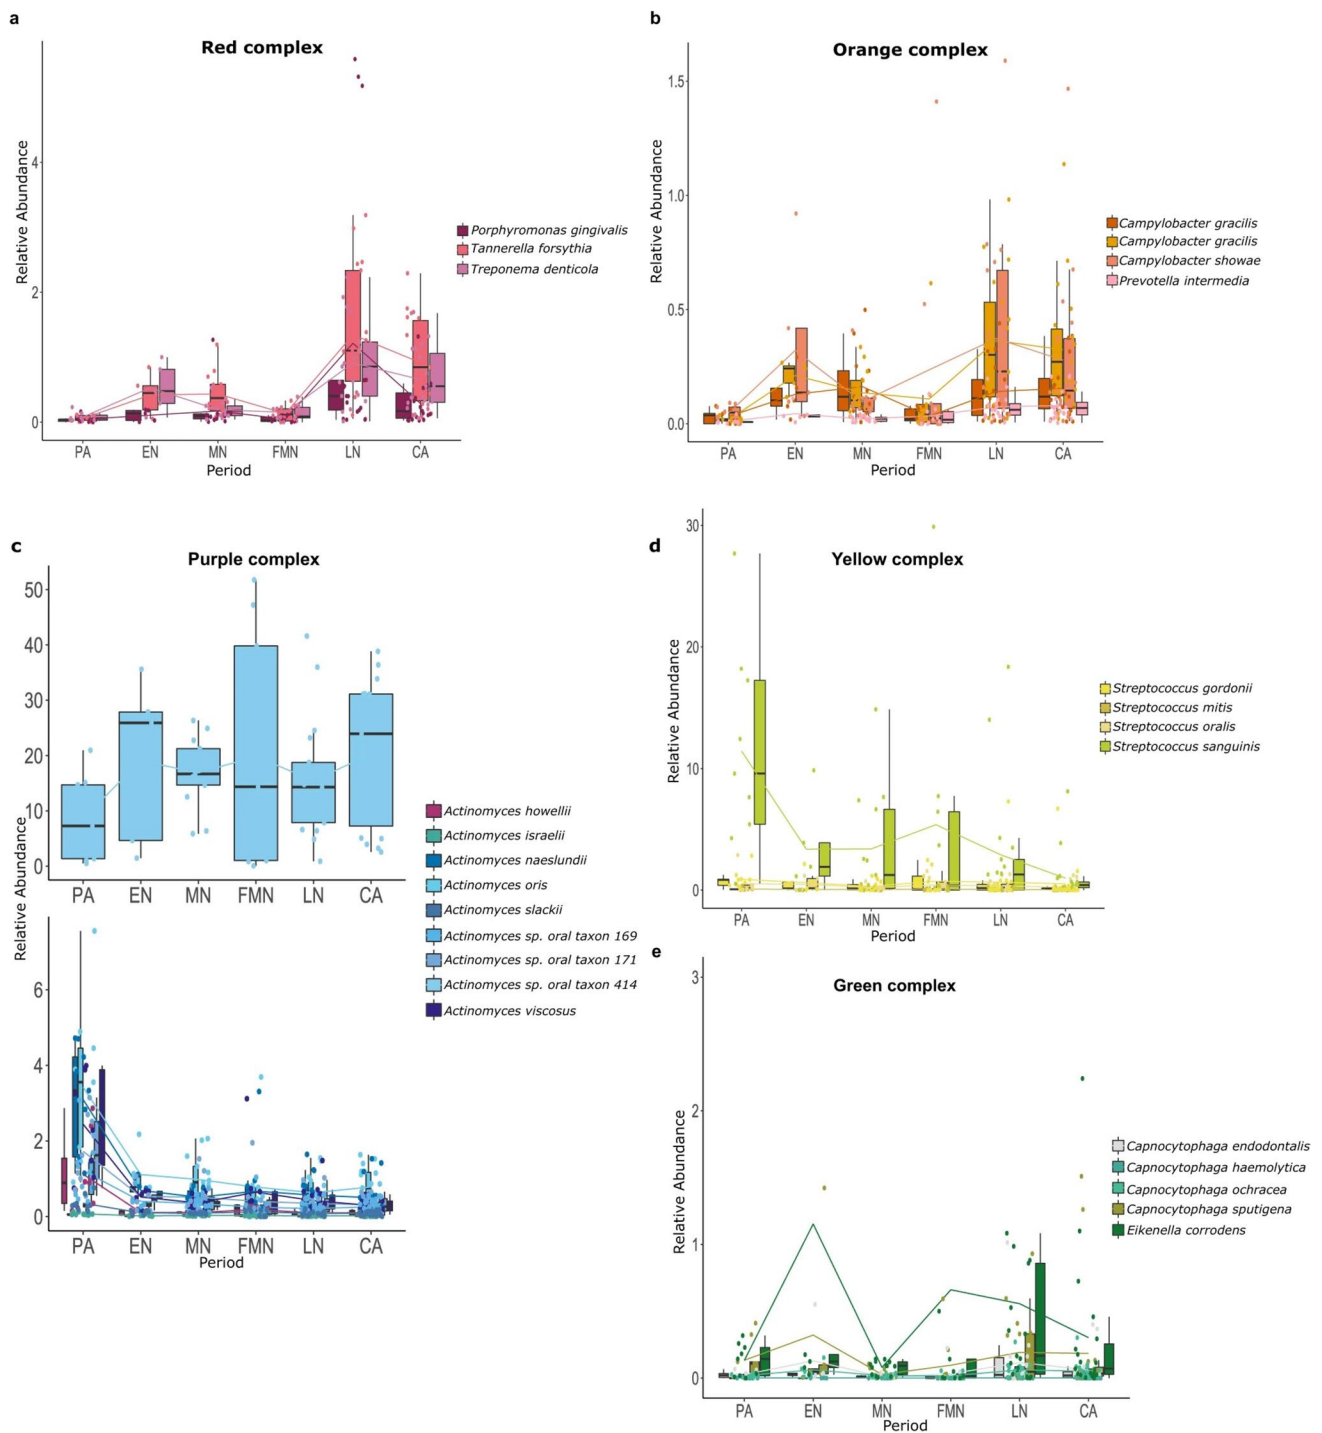 a
Red complex
Relative Abundance
4
2
0
PA EN MN FMN LN CA
Period
Porphyromonas gingivalis
Tannerella forsythia
Treponema denticola
b
Orange complex
Relative Abundance
1.5
1.0
0.5
0.0
PA EN MN FMN LN CA
Period
Campylobacter gracilis
Campylobacter gracilis
Campylobacter showae
Prevotella intermedia
c
Purple complex
Relative Abundance
50
40
30
20
10
0
PA EN MN FMN LN CA
6
4
2
0
PA EN MN FMN LN CA
Period
Relative Abundance
Actinomyces howellii
Actinomyces israelii
Actinomyces naeslundii
Actinomyces oris
Actinomyces slackii
Actinomyces sp. oral taxon 169
Actinomyces sp. oral taxon 171
Actinomyces sp. oral taxon 414
Actinomyces viscosus
d
Yellow complex
Relative Abundance
30
20
10
0
PA EN MN FMN LN CA
Period
Streptococcus gordonii
Streptococcus mitis
Streptococcus oralis
Streptococcus sanguinis
e
Green complex
Relative Abundance
3
2
1
0
PA EN MN FMN LN CA
Period
Capnocytophaga endodontalis
Capnocytophaga haemolytica
Capnocytophaga ochracea
Capnocytophaga sputigena
Eikenella corrodens